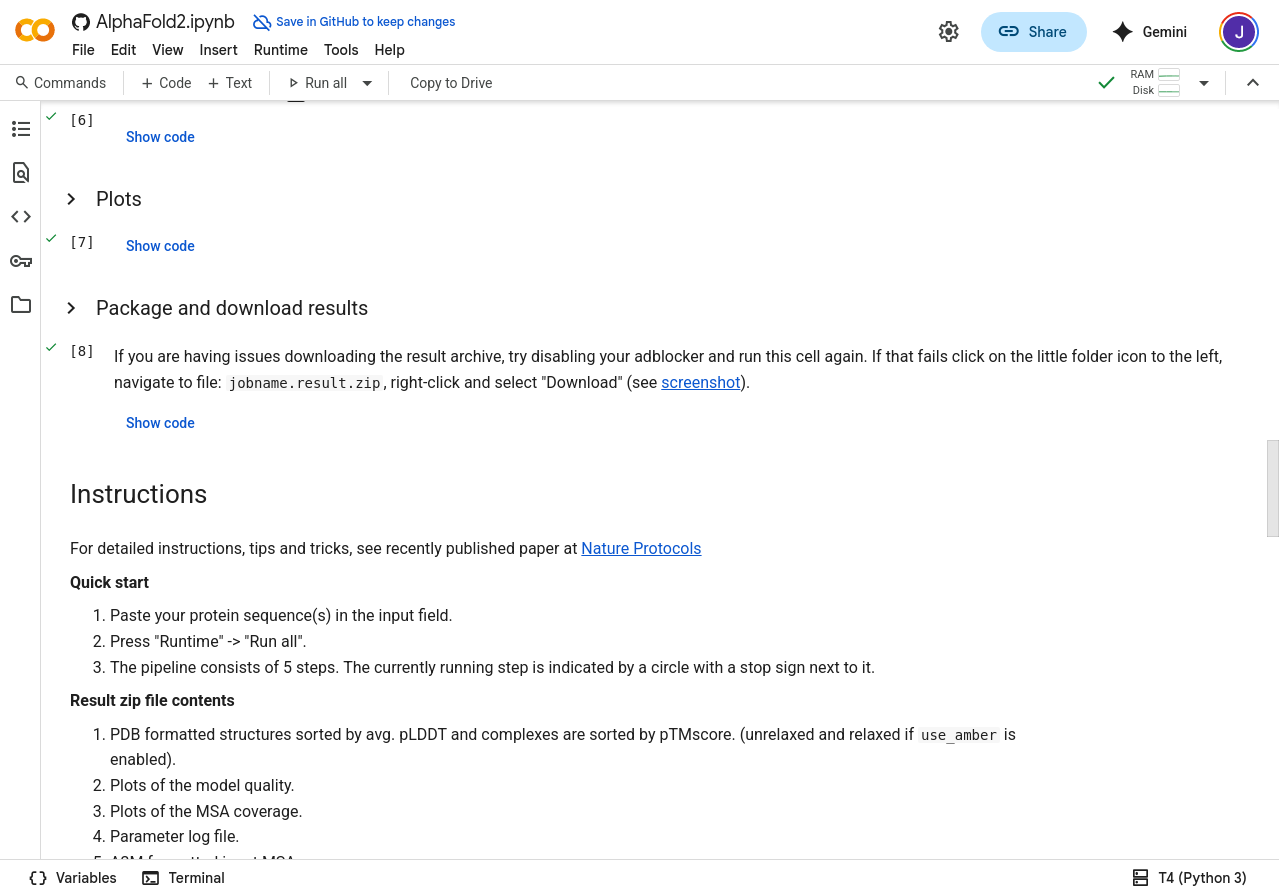 AlphaFold2.ipynb
Save in GitHub to keep changes
File Edit View Insert Runtime Tools Help
Share
Gemini
J
Commands + Code + Text Run all Copy to Drive
RAM
Disk
[6]
Show code
Plots
[7]
Show code
Package and download results
[8]
If you are having issues downloading the result archive, try disabling your adblocker and run this cell again. If that fails click on the little folder icon to the left,
navigate to file: jobname.result.zip, right-click and select "Download" (see screenshot).
Show code
Instructions
For detailed instructions, tips and tricks, see recently published paper at Nature Protocols
Quick start
1. Paste your protein sequence(s) in the input field.
2. Press "Runtime" -> "Run all".
3. The pipeline consists of 5 steps. The currently running step is indicated by a circle with a stop sign next to it.
Result zip file contents
1. PDB formatted structures sorted by avg. pLDDT and complexes are sorted by pTMscore. (unrelaxed and relaxed if use_amber is
enabled).
2. Plots of the model quality.
3. Plots of the MSA coverage.
4. Parameter log file.
Variables Terminal
T4 (Python 3)